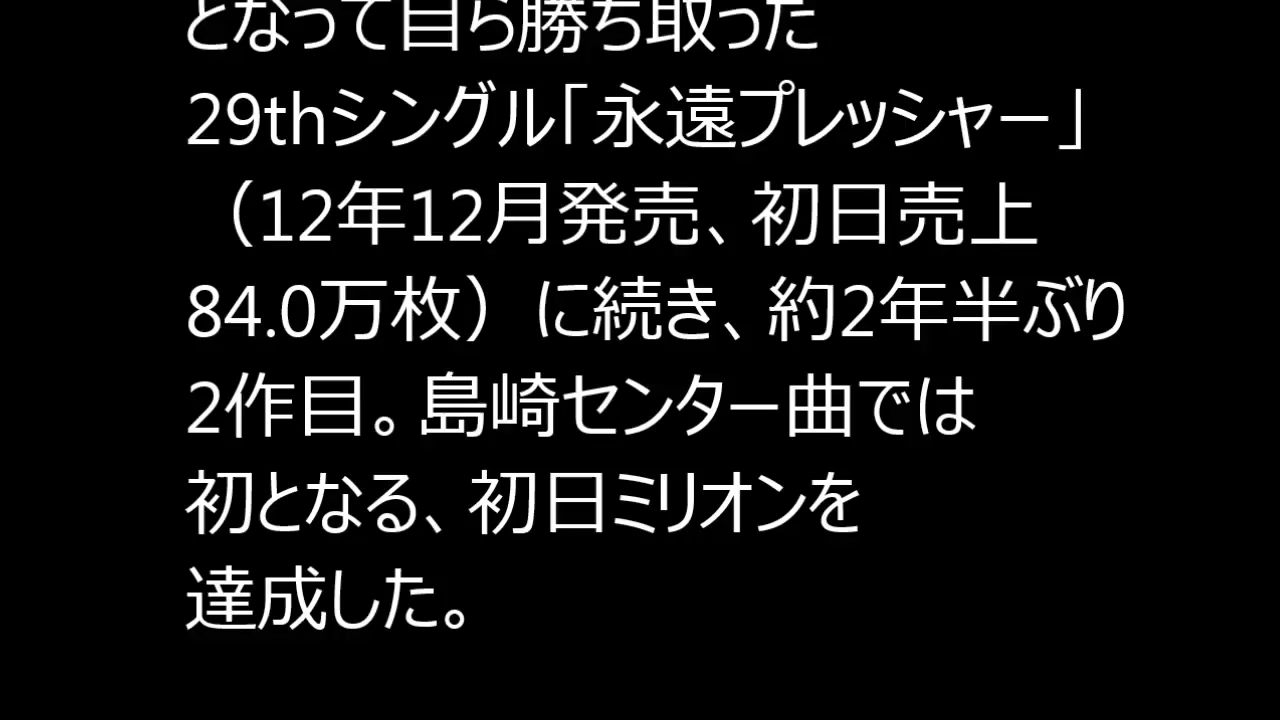 となって自ら勝ち取った
29thシングル「永遠プレッシャー」
（12年12月発売、初日売上
84.0万枚）に続き、約2年半ぶり
2作目。島崎センター曲では
初となる、初日ミリオンを
達成した。